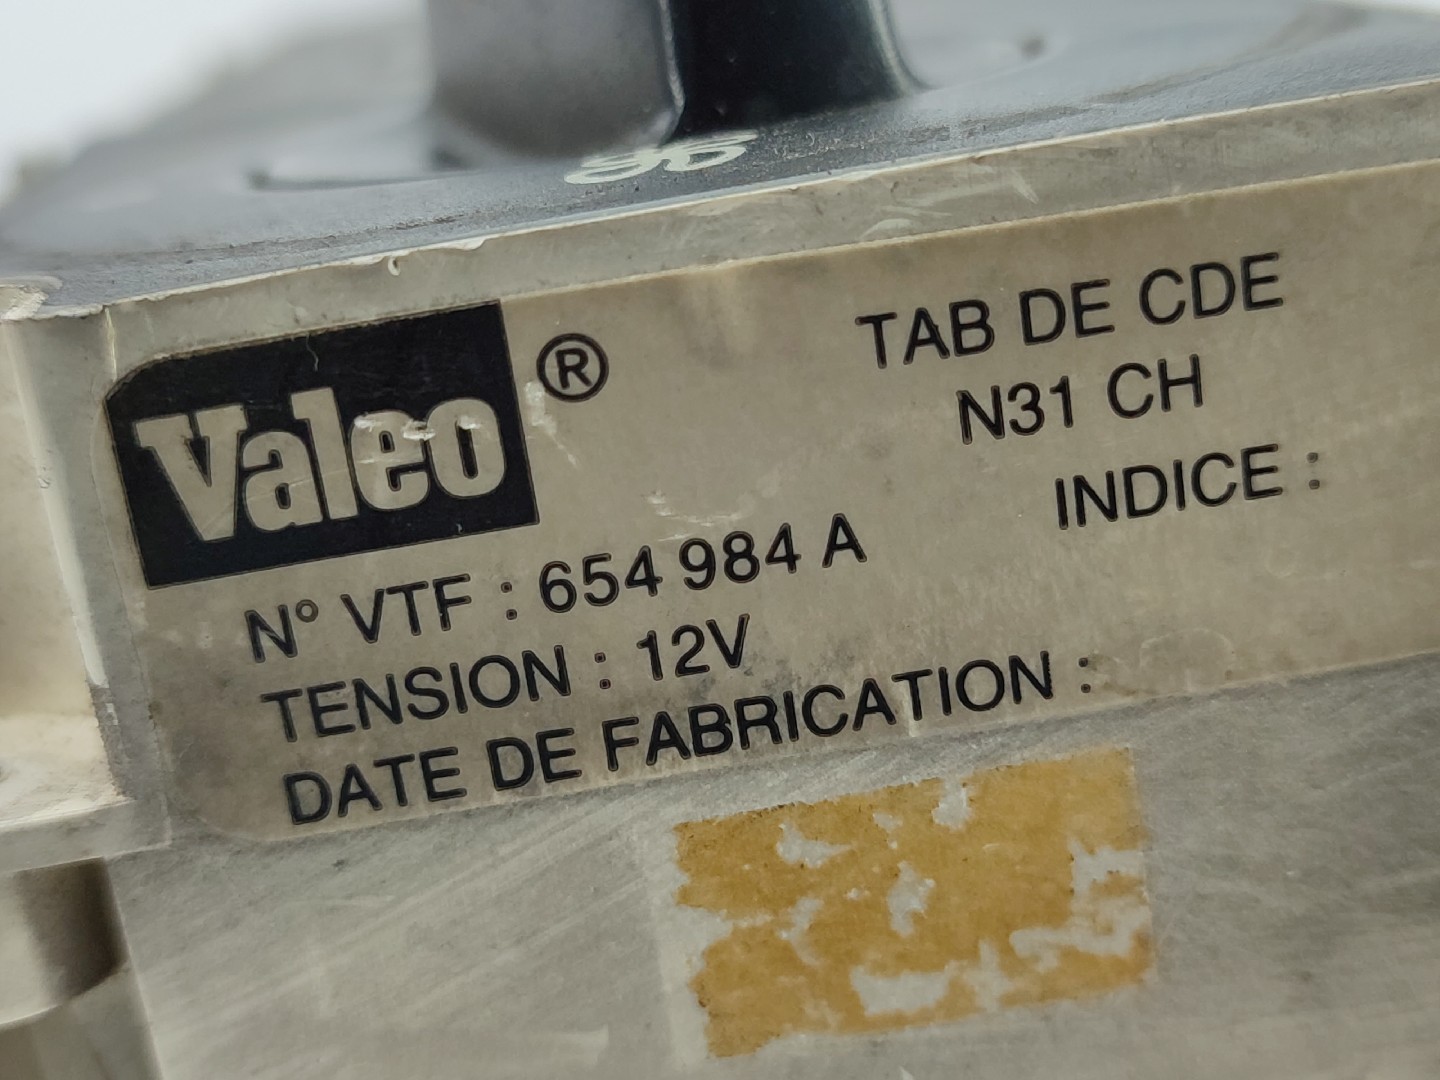 Valeo ®
TAB DE CDE
N31 CH
INDICE :
N° VTF : 654 984 A
TENSION : 12V
DATE DE FABRICATION :